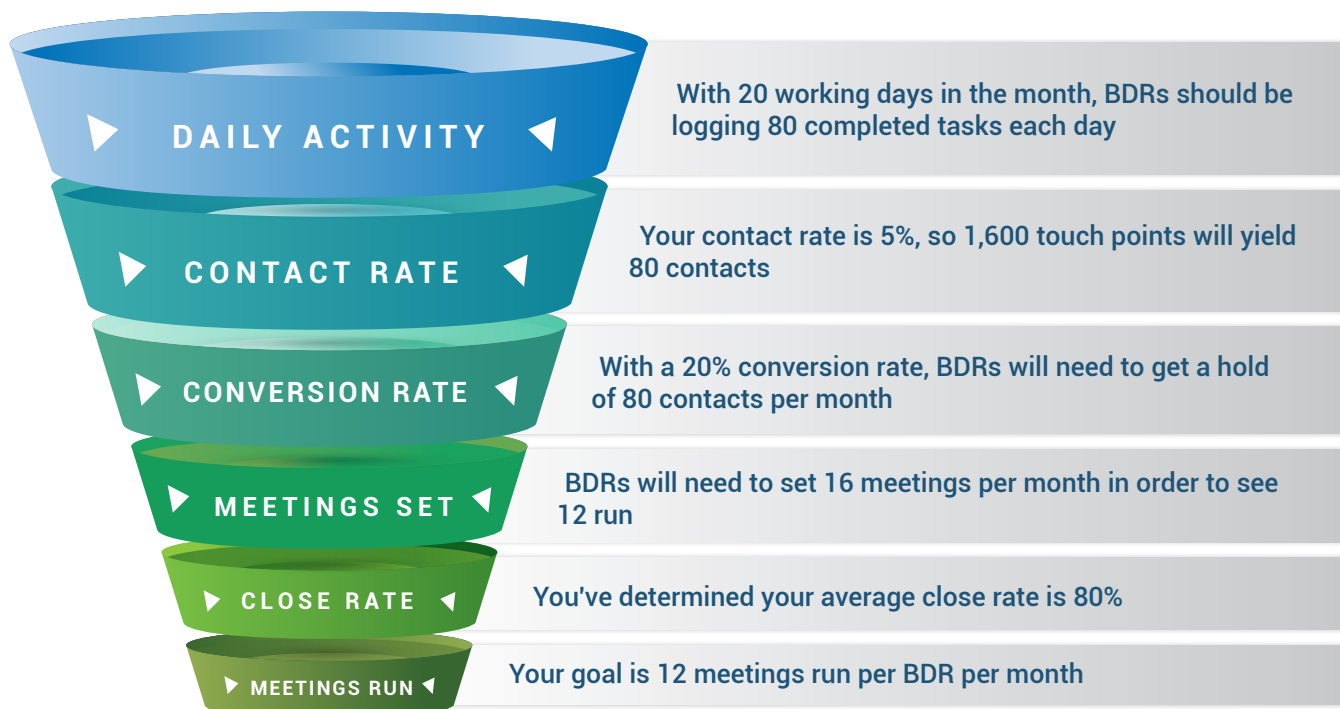 DAILY ACTIVITY
With 20 working days in the month, BDRs should be
logging 80 completed tasks each day
CONTACT RATE
Your contact rate is 5%, so 1,600 touch points will yield
80 contacts
CONVERSION RATE
With a 20% conversion rate, BDRs will need to get a hold
of 80 contacts per month
MEETINGS SET
BDRs will need to set 16 meetings per month in order to see
12 run
CLOSE RATE
You've determined your average close rate is 80%
MEETINGS RUN
Your goal is 12 meetings run per BDR per month